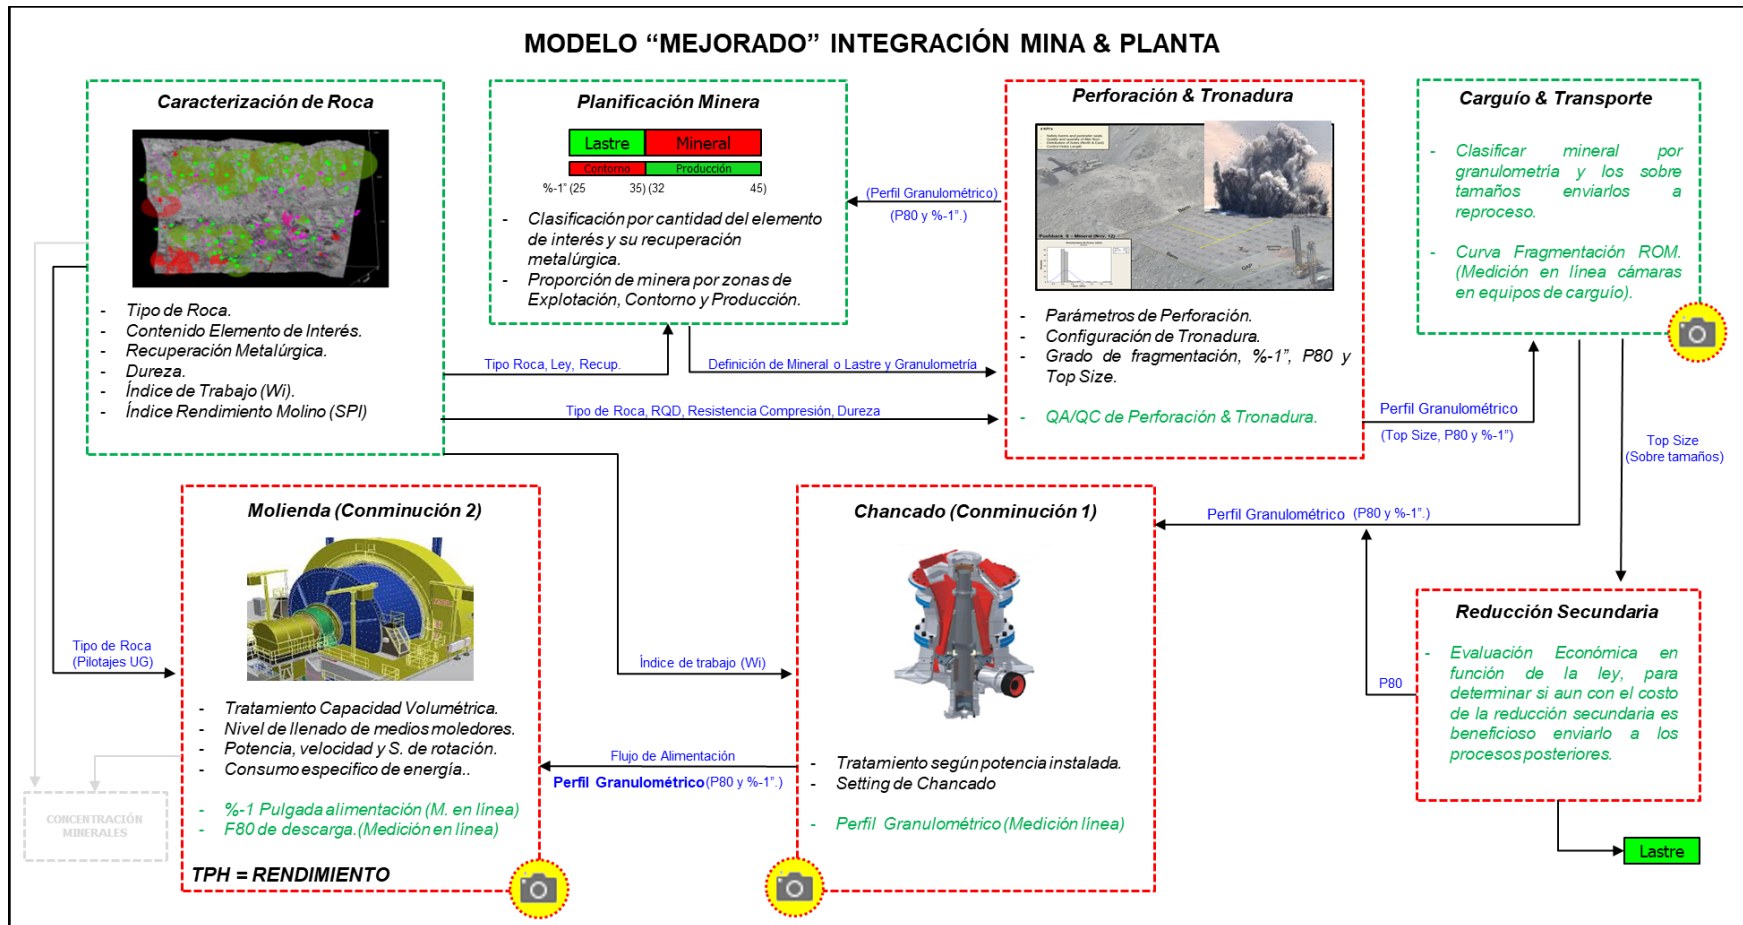 MODELO “MEJORADO” INTEGRACIÓN MINA & PLANTA
Caracterización de Roca
- Tipo de Roca.
- Contenido Elemento de Interés.
- Recuperación Metalúrgica.
- Dureza.
- Índice de Trabajo (Wi).
- Índice Rendimiento Molino (SPI)
Planificación Minera
Lastre
Mineral
Contorno
Producción
%-1" (25 35) (32 45)
- Clasificación por cantidad del elemento
de interés y su recuperación
metalúrgica.
- Proporción de minera por zonas de
Explotación, Contorno y Producción.
(Perfil Granulométrico)
(P80 y %-1”.)
Perforación & Tronadura
- Parámetros de Perforación.
- Configuración de Tronadura.
- Grado de fragmentación, %-1”, P80 y
Top Size.
- QA/QC de Perforación & Tronadura.
Carguío & Transporte
- Clasificar mineral por
granulometría y los sobre
tamaños enviarlos a
reproceso.
- Curva Fragmentación ROM.
(Medición en línea cámaras
en equipos de carguío).
Tipo Roca, Ley, Recup.
Definición de Mineral o Lastre y Granulometría
Tipo de Roca, RQD, Resistencia Compresión, Dureza
Perfil Granulométrico
(Top Size, P80 y %-1”)
Top Size
(Sobre tamaños)
Perfil Granulométrico (P80 y %-1”.)
Molienda (Conminución 2)
- Tratamiento Capacidad Volumétrica.
- Nivel de llenado de medios moledores.
- Potencia, velocidad y S. de rotación.
- Consumo especifico de energía..
- %-1 Pulgada alimentación (M. en línea)
- F80 de descarga.(Medición en línea)
TPH = RENDIMIENTO
Tipo de Roca
(Pilotajes UG)
CONCENTRACIÓN
MINERALES
Índice de trabajo (Wi)
Flujo de Alimentación
Perfil Granulométrico (P80 y %-1”.)
Chancado (Conminución 1)
- Tratamiento según potencia instalada.
- Setting de Chancado
- Perfil Granulométrico (Medición línea)
P80
Reducción Secundaria
- Evaluación Económica en
función de la ley, para
determinar si aun con el costo
de la reducción secundaria es
beneficioso enviarlo a los
procesos posteriores.
Lastre